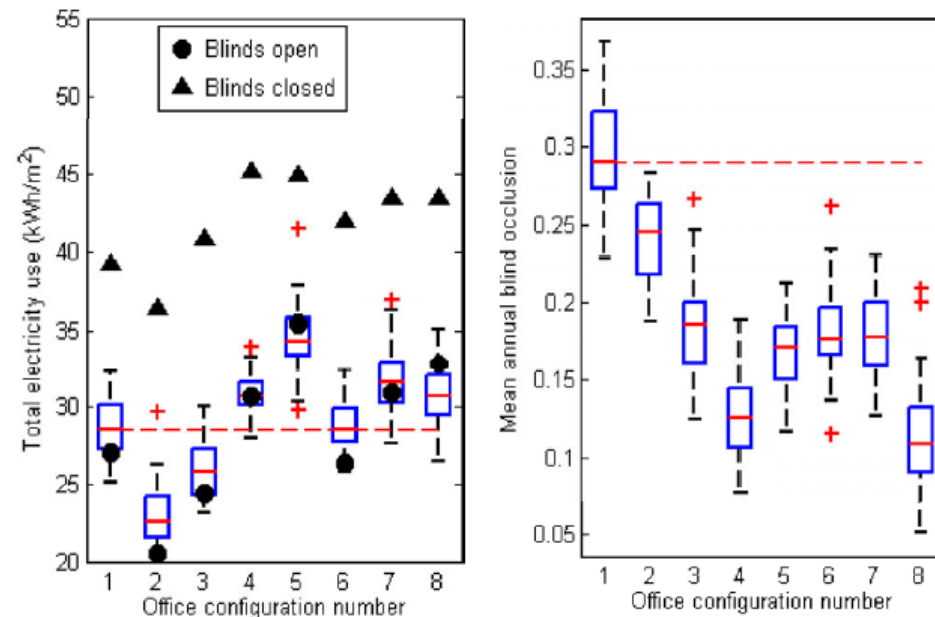 Total electricity use (kWh/m²)
55
50
45
40
35
30
25
20
Blinds open
Blinds closed
1 2 3 4 5 6 7 8
Office configuration number
Mean annual blind occlusion
0.35
0.3
0.25
0.2
0.15
0.1
0.05
1 2 3 4 5 6 7 8
Office configuration number